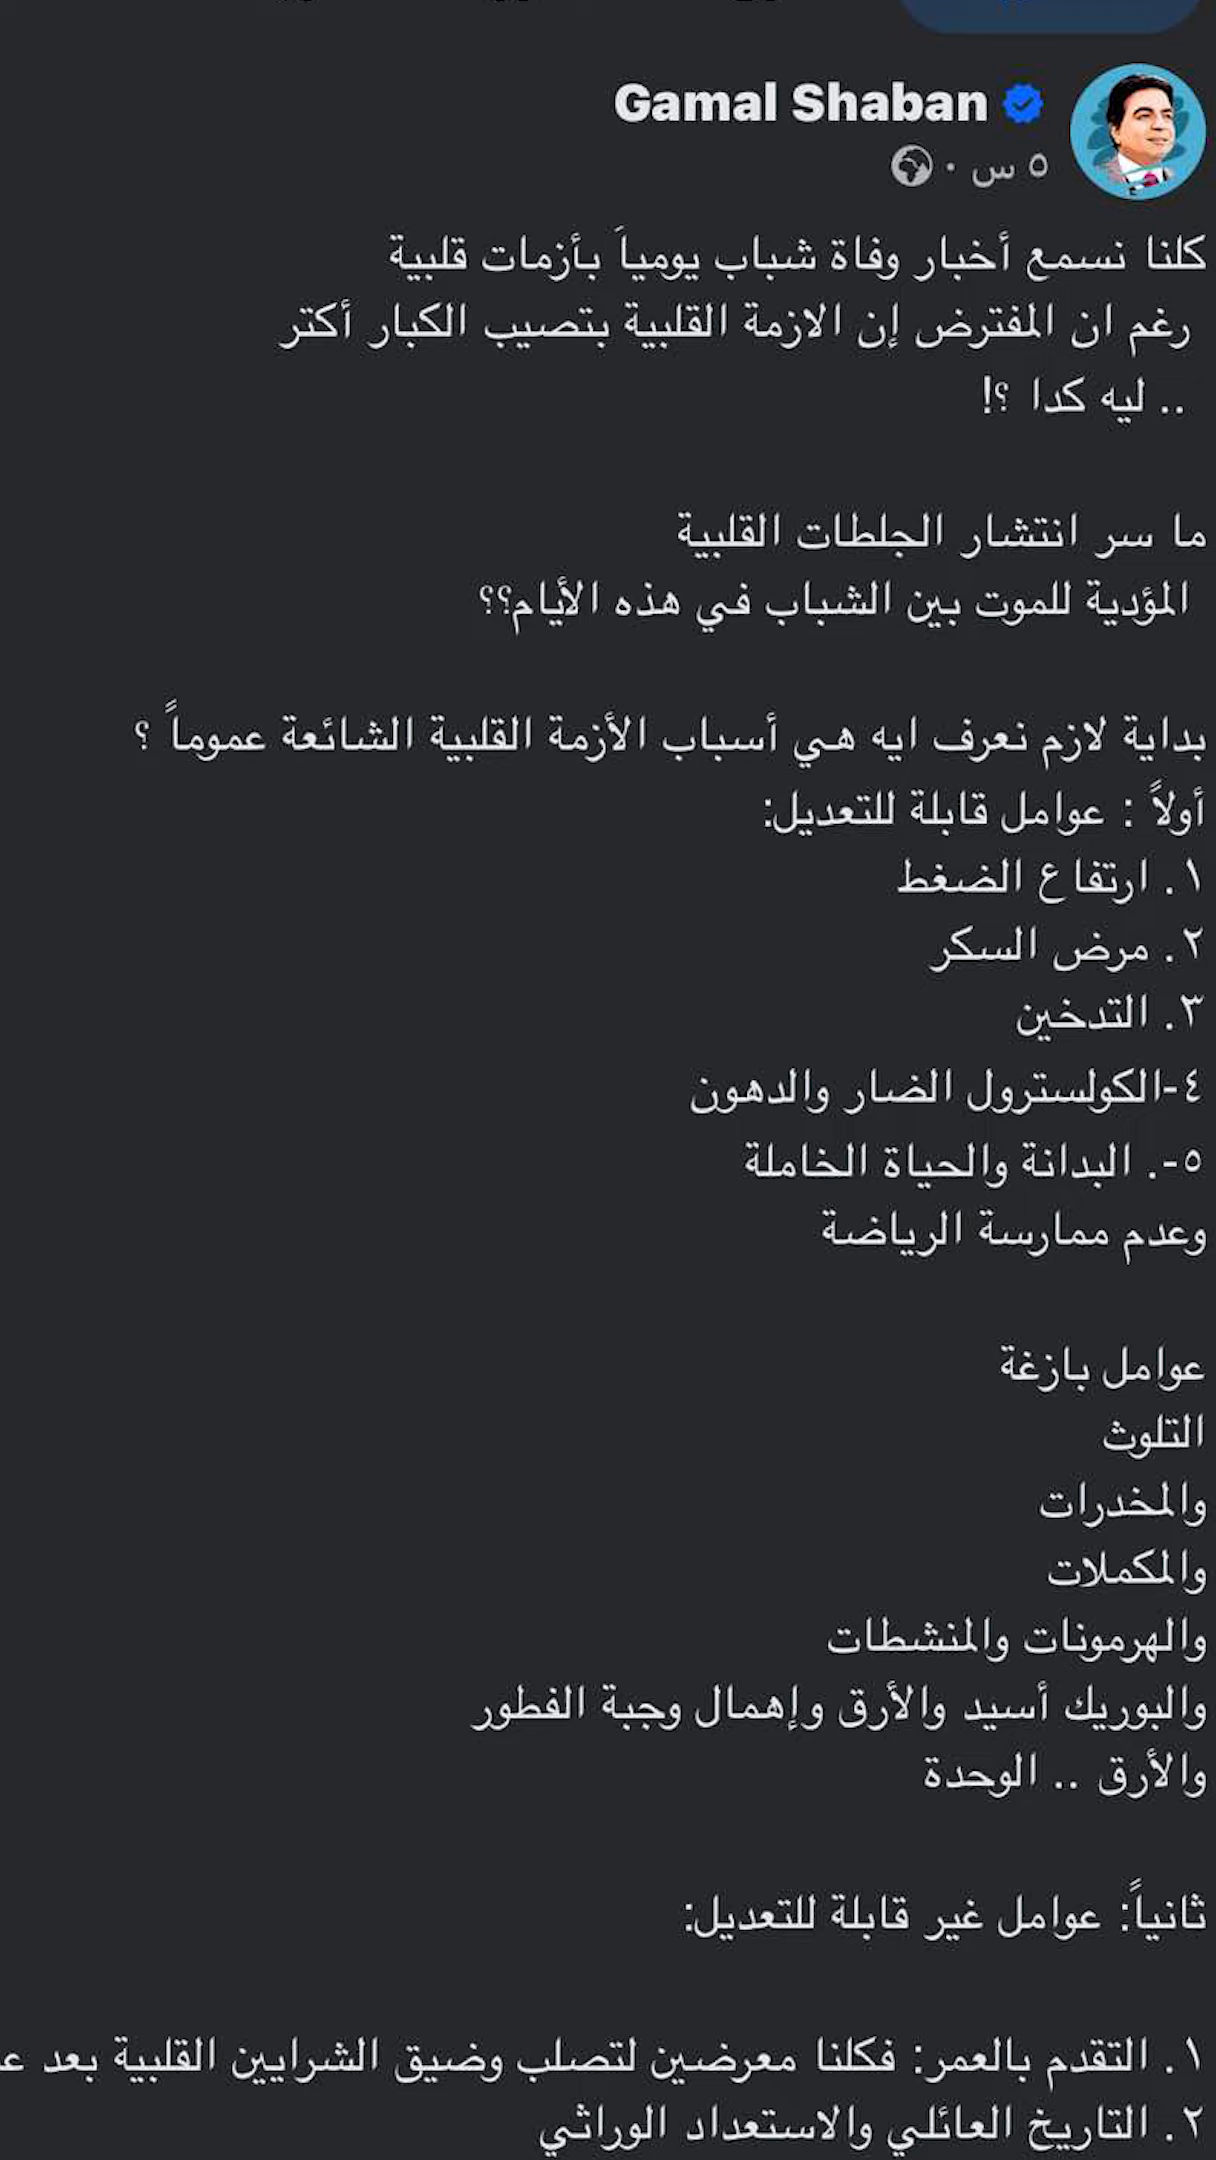 Gamal Shaban
٥ س ·
كلنا نسمع أخبار وفاة شباب يومياَ بأزمات قلبية
رغم ان المفترض إن الازمة القلبية بتصيب الكبار أكتر
.. ليه كدا ؟!
ما سر انتشار الجلطات القلبية
المؤدية للموت بين الشباب في هذه الأيام؟؟
بداية لازم نعرف ايه هي أسباب الأزمة القلبية الشائعة عموماً ؟
أولاً : عوامل قابلة للتعديل:
١. ارتفاع الضغط
٢. مرض السكر
٣. التدخين
٤-الكولسترول الضار والدهون
٥-. البدانة والحياة الخاملة
وعدم ممارسة الرياضة
عوامل بازغة
التلوث
والمخدرات
والمكملات
والهرمونات والمنشطات
والبوريك أسيد والأرق وإهمال وجبة الفطور
والأرق .. الوحدة
ثانياً: عوامل غير قابلة للتعديل:
١. التقدم بالعمر: فكلنا معرضين لتصلب وضيق الشرايين القلبية بعد
٢. التاريخ العائلي والاستعداد الوراثي